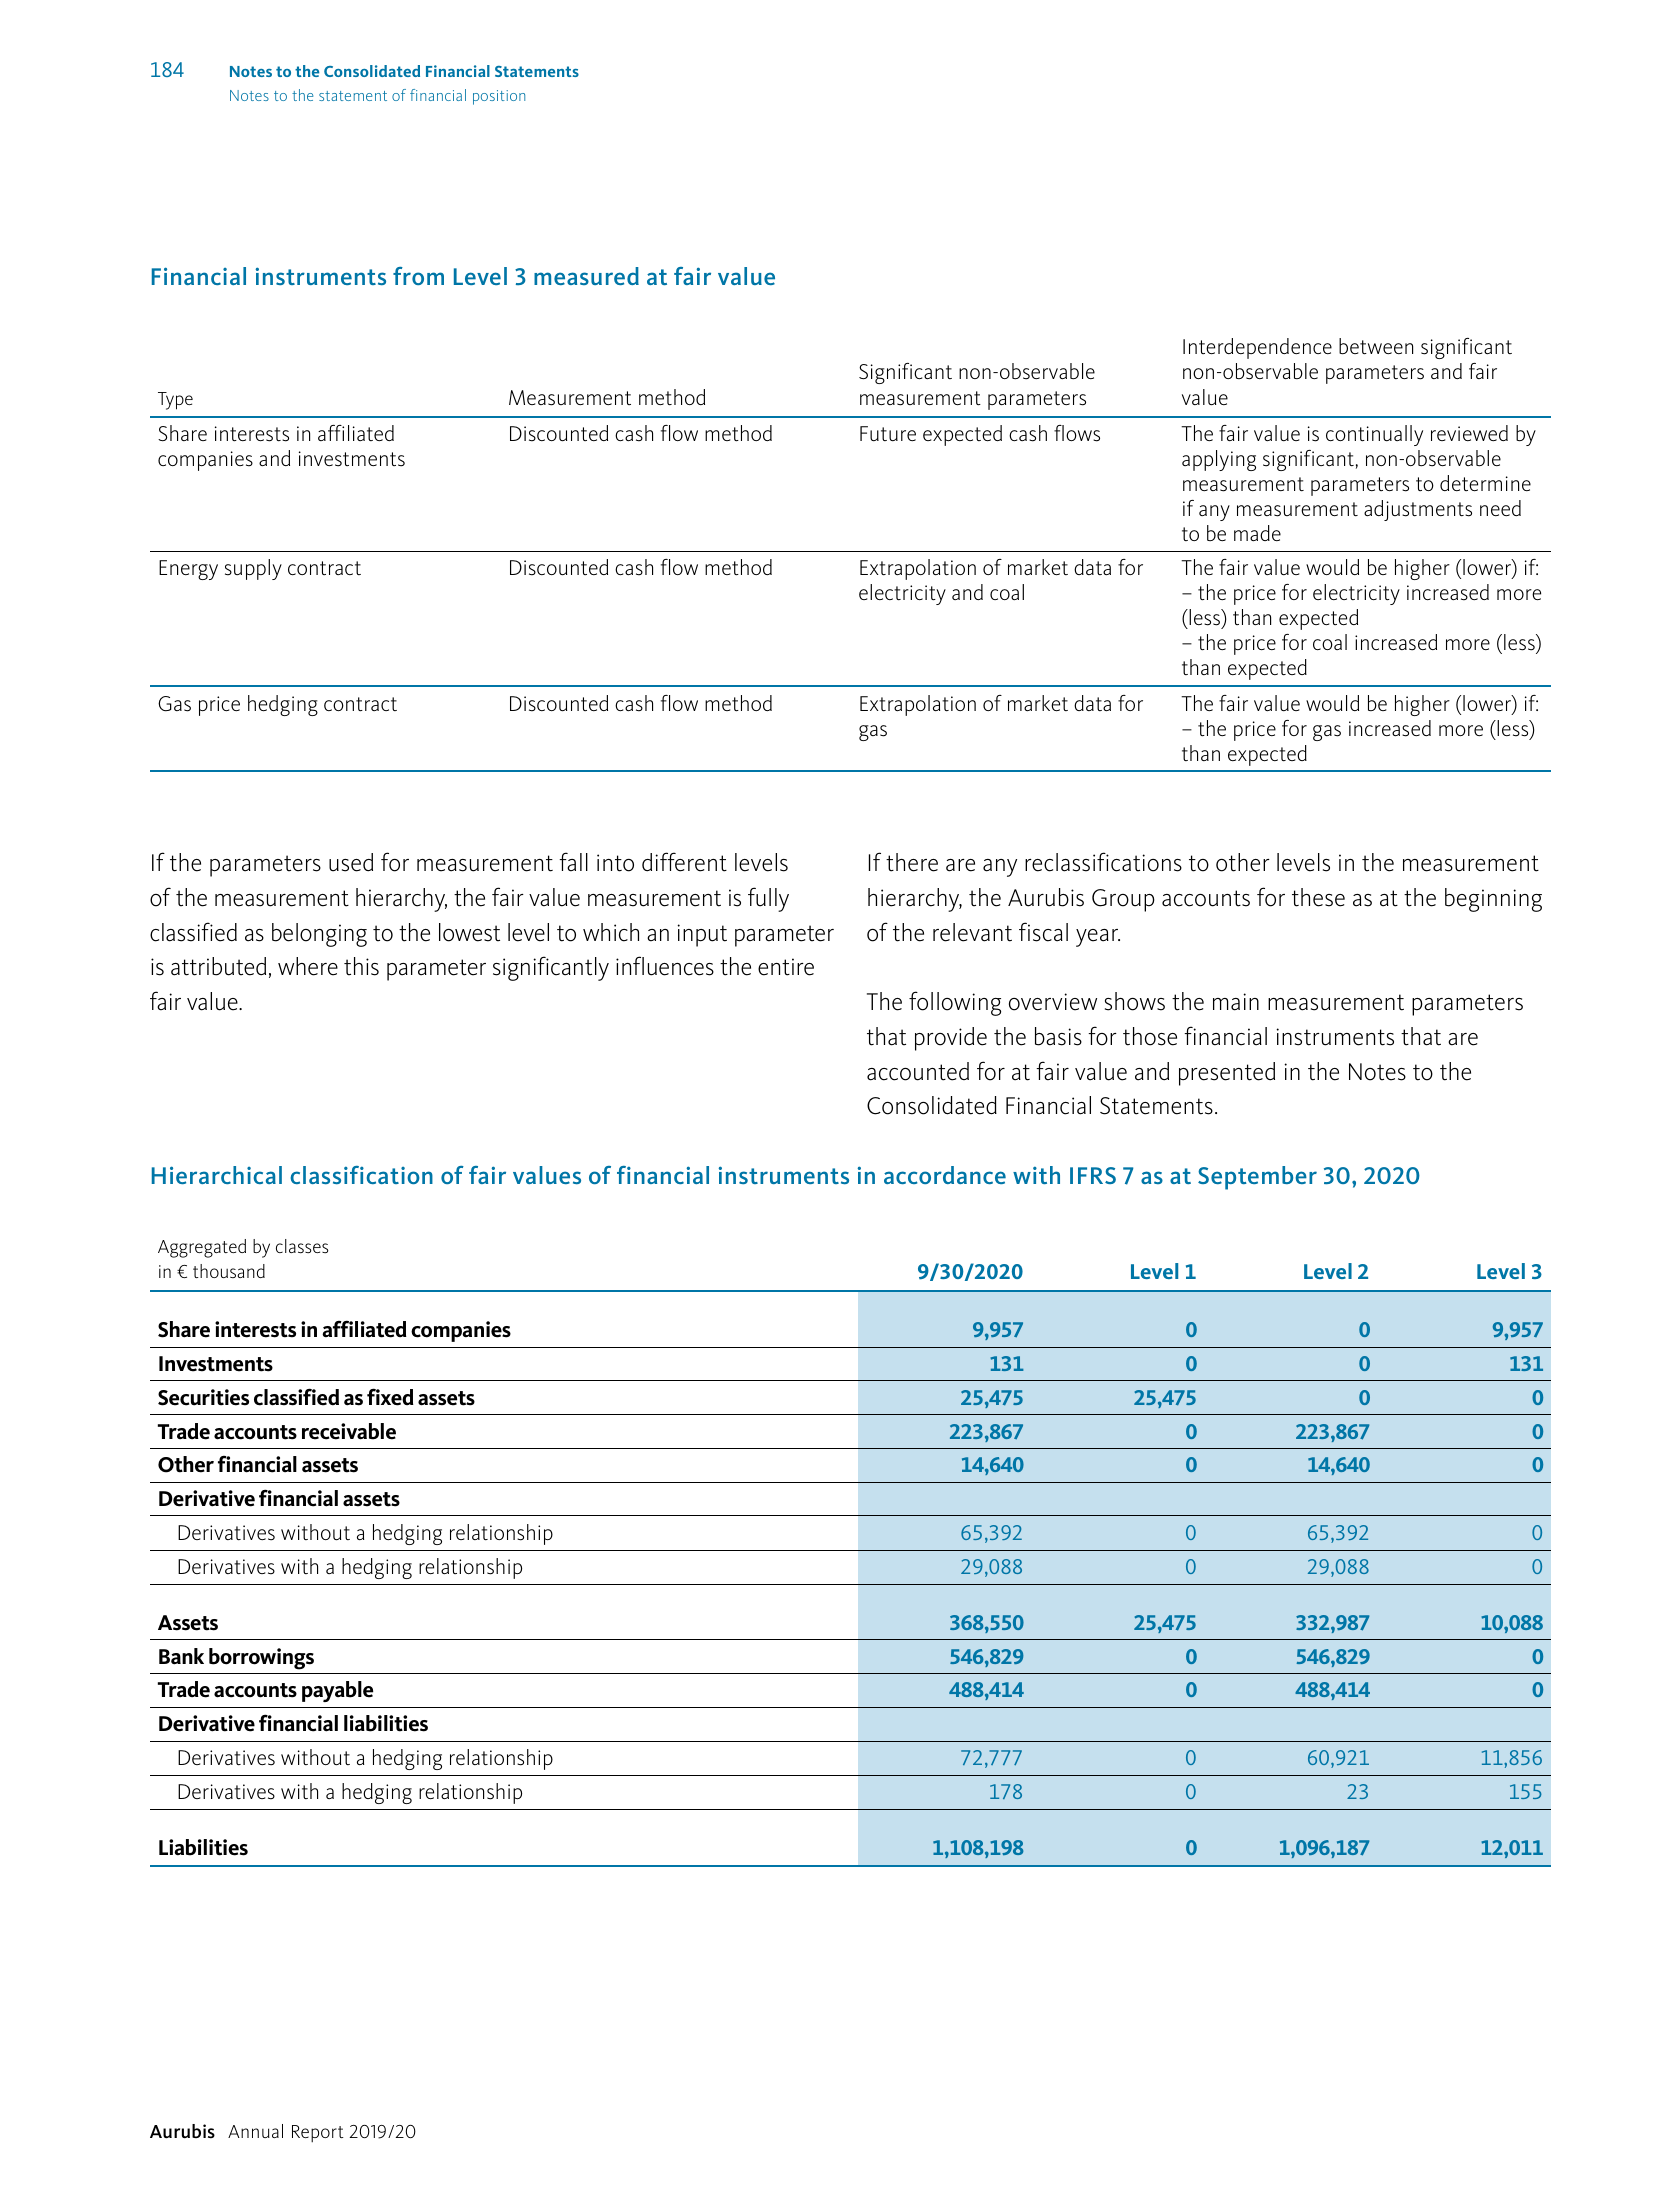 184 Notes to the Consolidated Financial Statements
Notes to the statement of financial position
Financial instruments from Level 3 measured at fair value
Type Measurement method Significant non-observable measurement parameters Interdependence between significant non-observable parameters and fair value
Share interests in affiliated companies and investments Discounted cash flow method Future expected cash flows The fair value is continually reviewed by applying significant, non-observable measurement parameters to determine if any measurement adjustments need to be made
Energy supply contract Discounted cash flow method Extrapolation of market data for electricity and coal The fair value would be higher (lower) if:
– the price for electricity increased more (less) than expected
– the price for coal increased more (less) than expected
Gas price hedging contract Discounted cash flow method Extrapolation of market data for gas The fair value would be higher (lower) if:
– the price for gas increased more (less) than expected
If the parameters used for measurement fall into different levels
of the measurement hierarchy, the fair value measurement is fully
classified as belonging to the lowest level to which an input parameter
is attributed, where this parameter significantly influences the entire
fair value.
If there are any reclassifications to other levels in the measurement
hierarchy, the Aurubis Group accounts for these as at the beginning
of the relevant fiscal year.
The following overview shows the main measurement parameters
that provide the basis for those financial instruments that are
accounted for at fair value and presented in the Notes to the
Consolidated Financial Statements.
Hierarchical classification of fair values of financial instruments in accordance with IFRS 7 as at September 30, 2020
Aggregated by classes
in € thousand 9/30/2020 Level 1 Level 2 Level 3
Share interests in affiliated companies 9,957 0 0 9,957
Investments 131 0 0 131
Securities classified as fixed assets 25,475 25,475 0 0
Trade accounts receivable 223,867 0 223,867 0
Other financial assets 14,640 0 14,640 0
Derivative financial assets
Derivatives without a hedging relationship 65,392 0 65,392 0
Derivatives with a hedging relationship 29,088 0 29,088 0
Assets 368,550 25,475 332,987 10,088
Bank borrowings 546,829 0 546,829 0
Trade accounts payable 488,414 0 488,414 0
Derivative financial liabilities
Derivatives without a hedging relationship 72,777 0 60,921 11,856
Derivatives with a hedging relationship 178 0 23 155
Liabilities 1,108,198 0 1,096,187 12,011
Aurubis Annual Report 2019/20